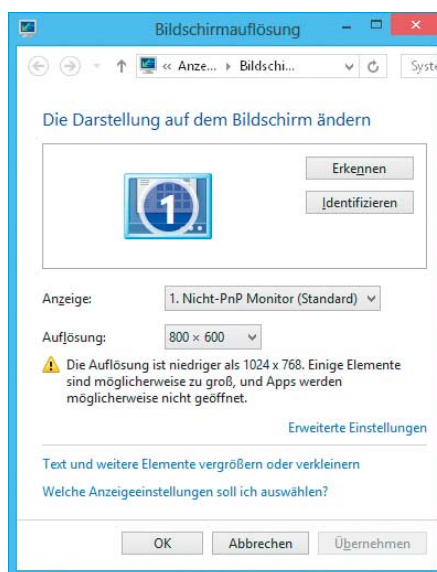 Bildschirmauflösung
« Anze... Bildschi...
Syste
Die Darstellung auf dem Bildschirm ändern
1
Erkennen
Identifizieren
Anzeige:
1. Nicht-PnP Monitor (Standard)
Auflösung:
800 × 600
Die Auflösung ist niedriger als 1024 x 768. Einige Elemente
sind möglicherweise zu groß, und Apps werden
möglicherweise nicht geöffnet.
Erweiterte Einstellungen
Text und weitere Elemente vergrößern oder verkleinern
Welche Anzeigeeinstellungen soll ich auswählen?
OK
Abbrechen
Übernehmen